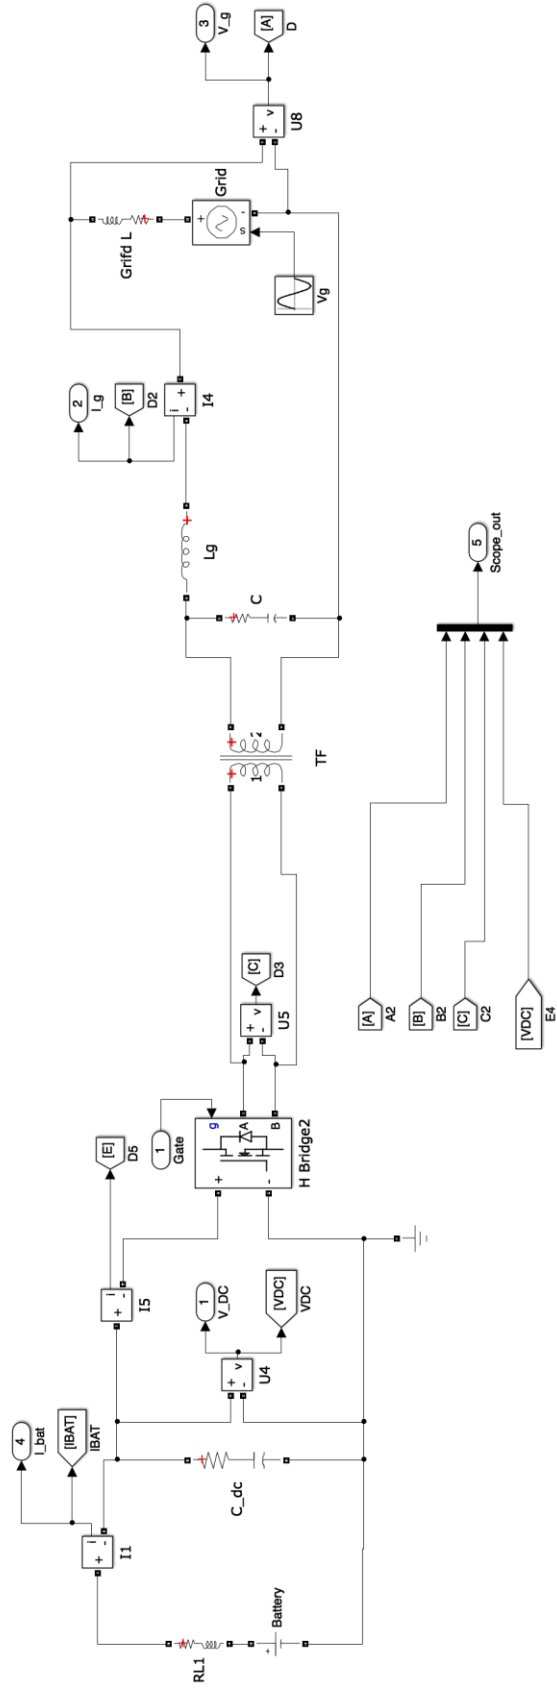 4
I_bat
[IBAT]
IBAT
+ i -
I1
RL1
+
Battery
C_dc
+ i -
I5
[E]
D5
1
V_DC
[VDC]
VDC
+ v -
U4
1
Gate
g
+ A
- B
H Bridge2
+ v -
U5
[C]
D3
1
TF
C
Lg
2
I_g
[B]
D2
i + -
I4
Grifd L
+ s -
Grid
Vg
+ v -
U8
3
V_g
[A]
D
[A]
A2
[B]
B2
[C]
C2
[VDC]
E4
5
Scope_out